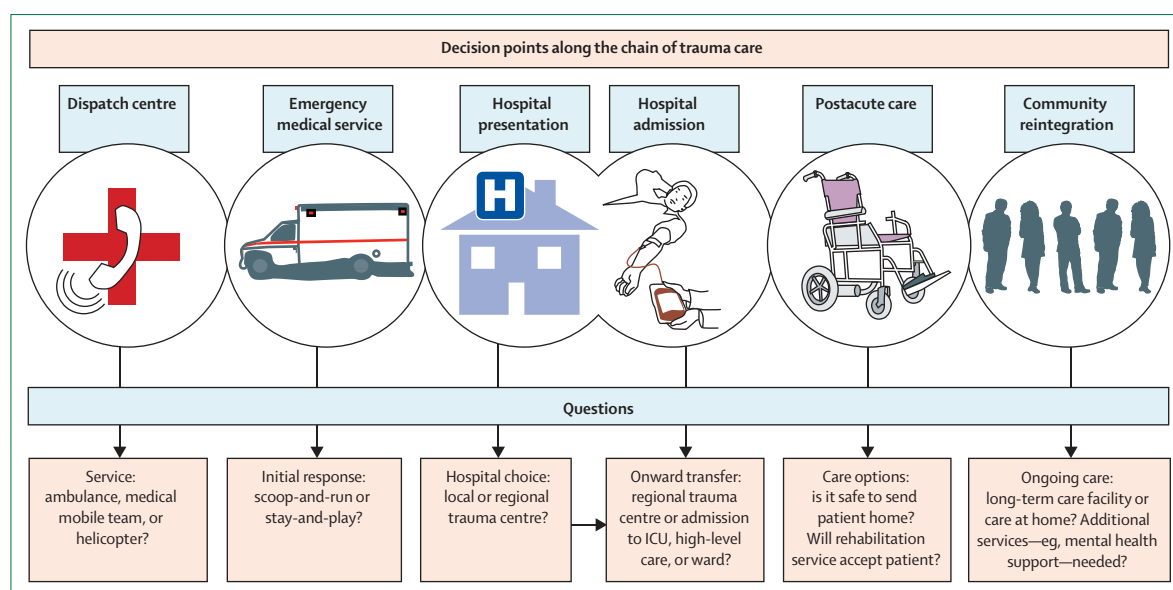 Decision points along the chain of trauma care
Dispatch centre
Emergency
medical service
Hospital
presentation
Hospital
admission
Postacute care
Community
reintegration
H
Questions
Service:
ambulance, medical
mobile team, or
helicopter?
Initial response:
scoop-and-run or
stay-and-play?
Hospital choice:
local or regional
trauma centre?
Onward transfer:
regional trauma
centre or admission
to ICU, high-level
care, or ward?
Care options:
is it safe to send
patient home?
Will rehabilitation
service accept patient?
Ongoing care:
long-term care facility or
care at home? Additional
services—eg, mental health
support—needed?